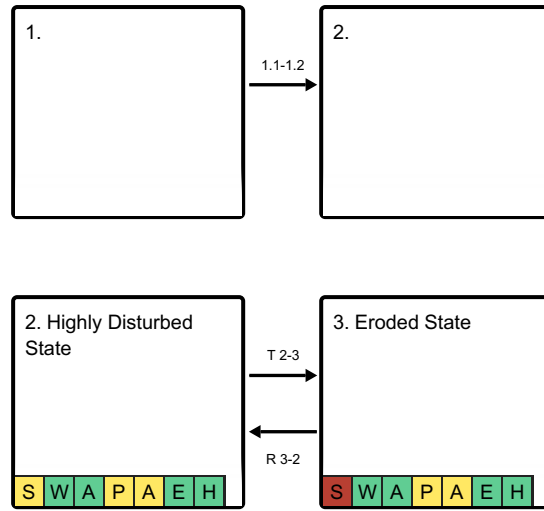 1.
1.1-1.2
2.
2. Highly Disturbed
State
T 2-3
R 3-2
3. Eroded State
S W A P A E H
S W A P A E H